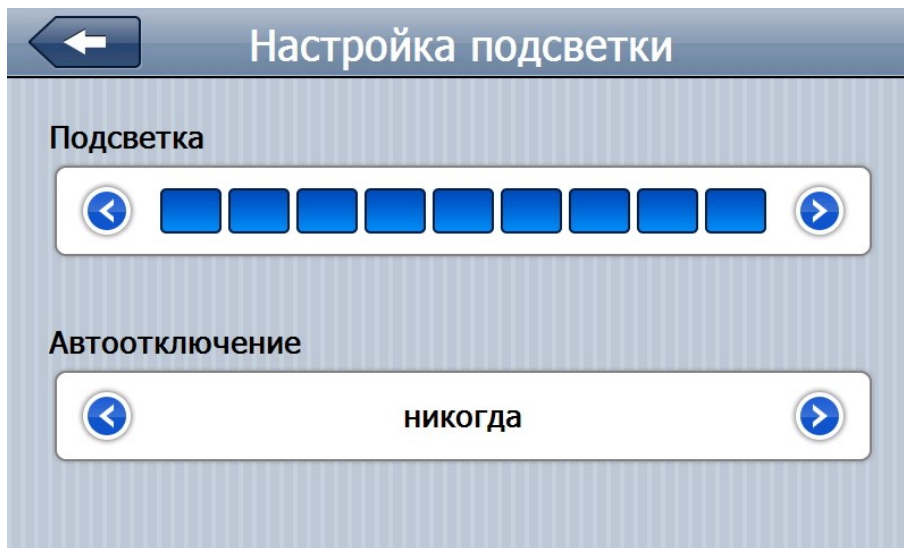 Настройка подсветки
Подсветка
Автоотключение
никогда